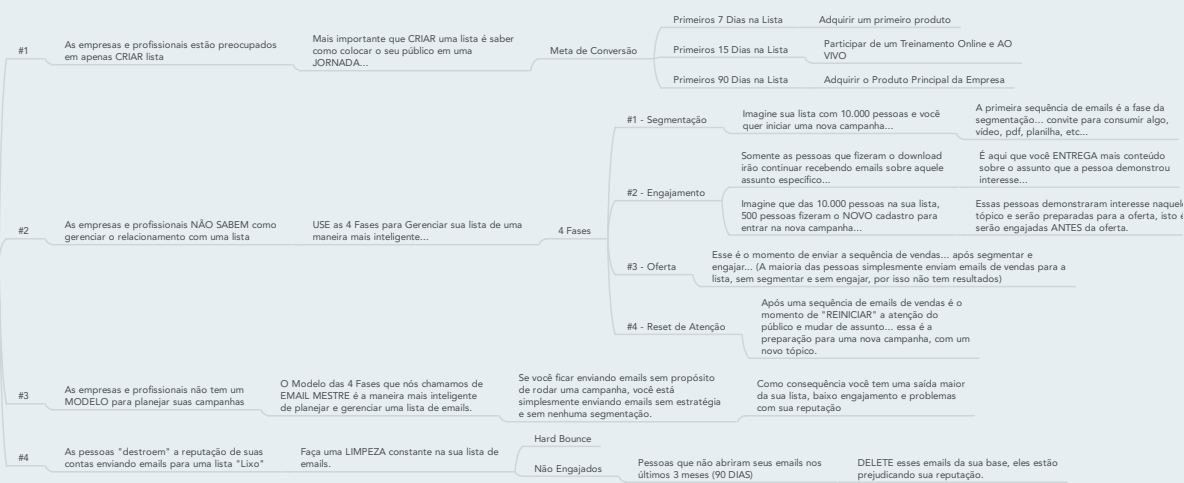 #1
As empresas e profissionais estão preocupados
em apenas CRIAR lista
Mais importante que CRIAR uma lista é saber
como colocar o seu público em uma
JORNADA...
Meta de Conversão
Primeiros 7 Dias na Lista
Adquirir um primeiro produto
Primeiros 15 Dias na Lista
Participar de um Treinamento Online e AO
VIVO
Primeiros 90 Dias na Lista
Adquirir o Produto Principal da Empresa
#2
As empresas e profissionais NÃO SABEM como
gerenciar o relacionamento com uma lista
USE as 4 Fases para Gerenciar sua lista de uma
maneira mais inteligente...
4 Fases
#1 - Segmentação
Imagine sua lista com 10.000 pessoas e você
quer iniciar uma nova campanha...
A primeira sequência de emails é a fase da
segmentação... convite para consumir algo,
vídeo, pdf, planilha, etc...
#2 - Engajamento
Somente as pessoas que fizeram o download
irão continuar recebendo emails sobre aquele
assunto específico...
É aqui que você ENTREGA mais conteúdo
sobre o assunto que a pessoa demonstrou
interesse...
Imagine que das 10.000 pessoas na sua lista,
500 pessoas fizeram o NOVO cadastro para
entrar na nova campanha...
Essas pessoas demonstraram interesse naquele
tópico e serão preparadas para a oferta, isto é
serão engajadas ANTES da oferta.
#3 - Oferta
Esse é o momento de enviar a sequência de vendas... após segmentar e
engajar... (A maioria das pessoas simplesmente enviam emails de vendas para a
lista, sem segmentar e sem engajar, por isso não tem resultados)
#4 - Reset de Atenção
Após uma sequência de emails de vendas é o
momento de "REINICIAR" a atenção do
público e mudar de assunto... essa é a
preparação para uma nova campanha, com um
novo tópico.
#3
As empresas e profissionais não tem um
MODELO para planejar suas campanhas
O Modelo das 4 Fases que nós chamamos de
EMAIL MESTRE é a maneira mais inteligente
de planejar e gerenciar uma lista de emails.
Se você ficar enviando emails sem propósito
de rodar uma campanha, você está
simplesmente enviando emails sem estratégia
e sem nenhuma segmentação.
Como consequência você tem uma saída maior
da sua lista, baixo engajamento e problemas
com sua reputação
#4
As pessoas "destroem" a reputação de suas
contas enviando emails para uma lista "Lixo"
Faça uma LIMPEZA constante na sua lista de
emails.
Hard Bounce
Não Engajados
Pessoas que não abriram seus emails nos
últimos 3 meses (90 DIAS)
DELETE esses emails da sua base, eles estão
prejudicando sua reputação.